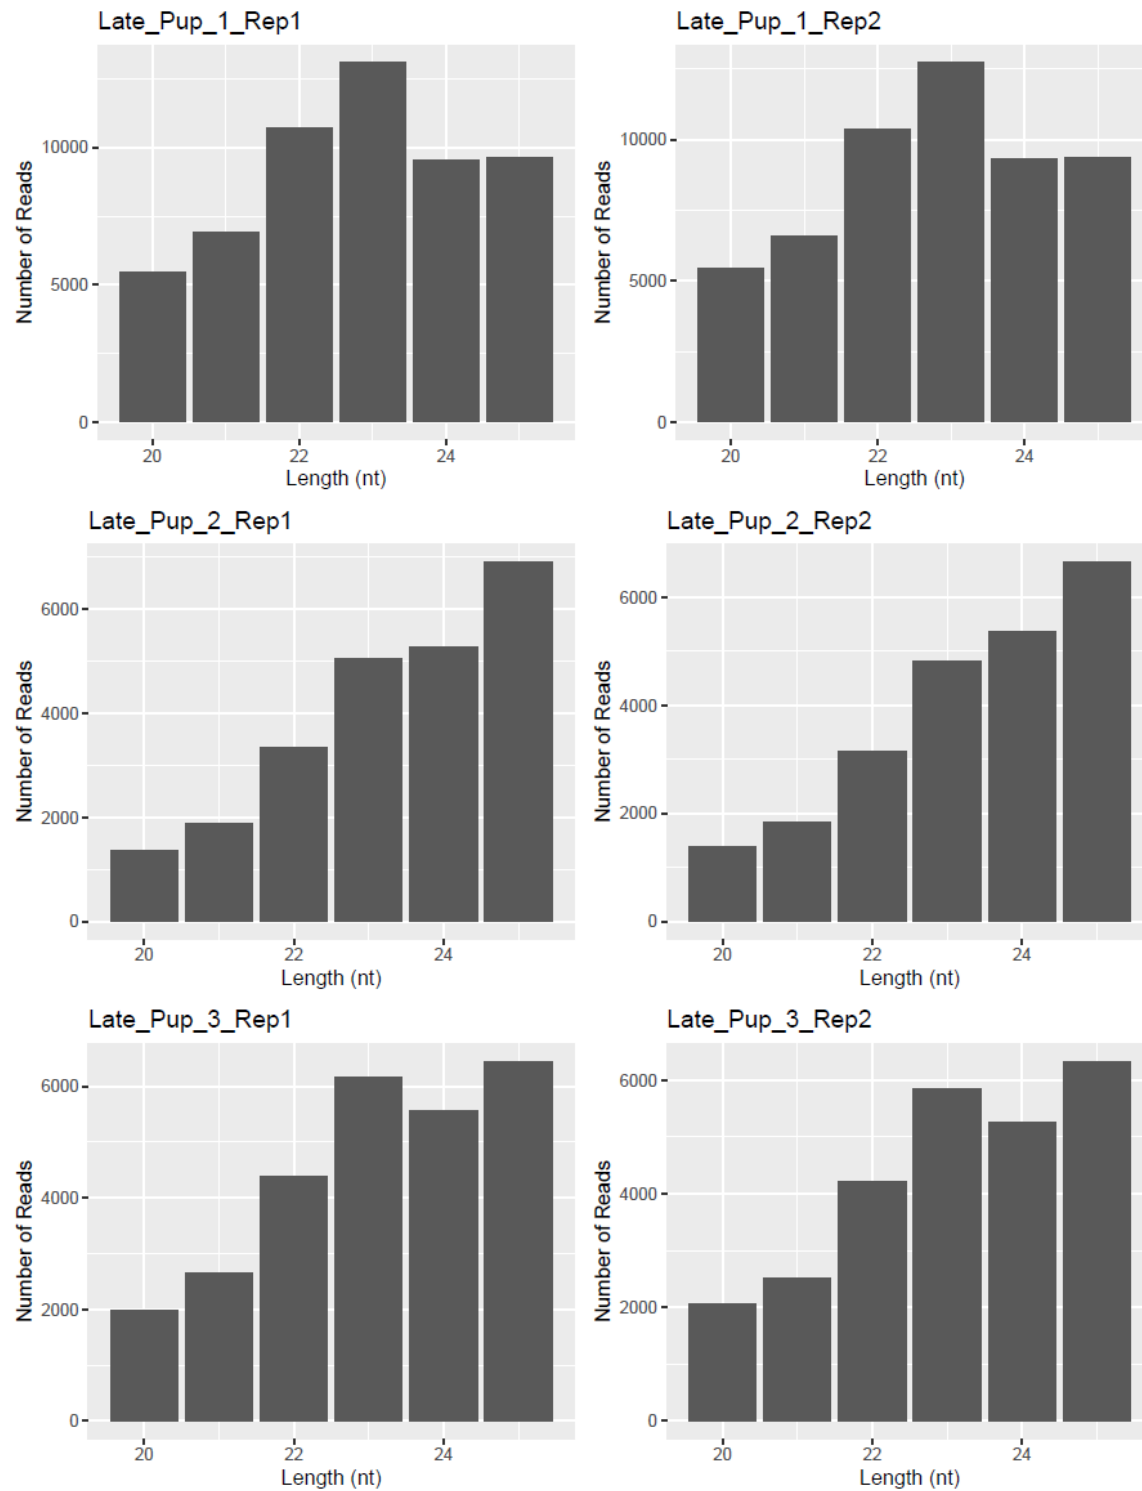 Late_Pup_1_Rep1
Number of Reads
10000
5000
0
20 22 24
Length (nt)
Late_Pup_1_Rep2
Number of Reads
10000
5000
0
20 22 24
Length (nt)
Late_Pup_2_Rep1
Number of Reads
6000
4000
2000
0
20 22 24
Length (nt)
Late_Pup_2_Rep2
Number of Reads
6000
4000
2000
0
20 22 24
Length (nt)
Late_Pup_3_Rep1
Number of Reads
6000
4000
2000
0
20 22 24
Length (nt)
Late_Pup_3_Rep2
Number of Reads
6000
4000
2000
0
20 22 24
Length (nt)